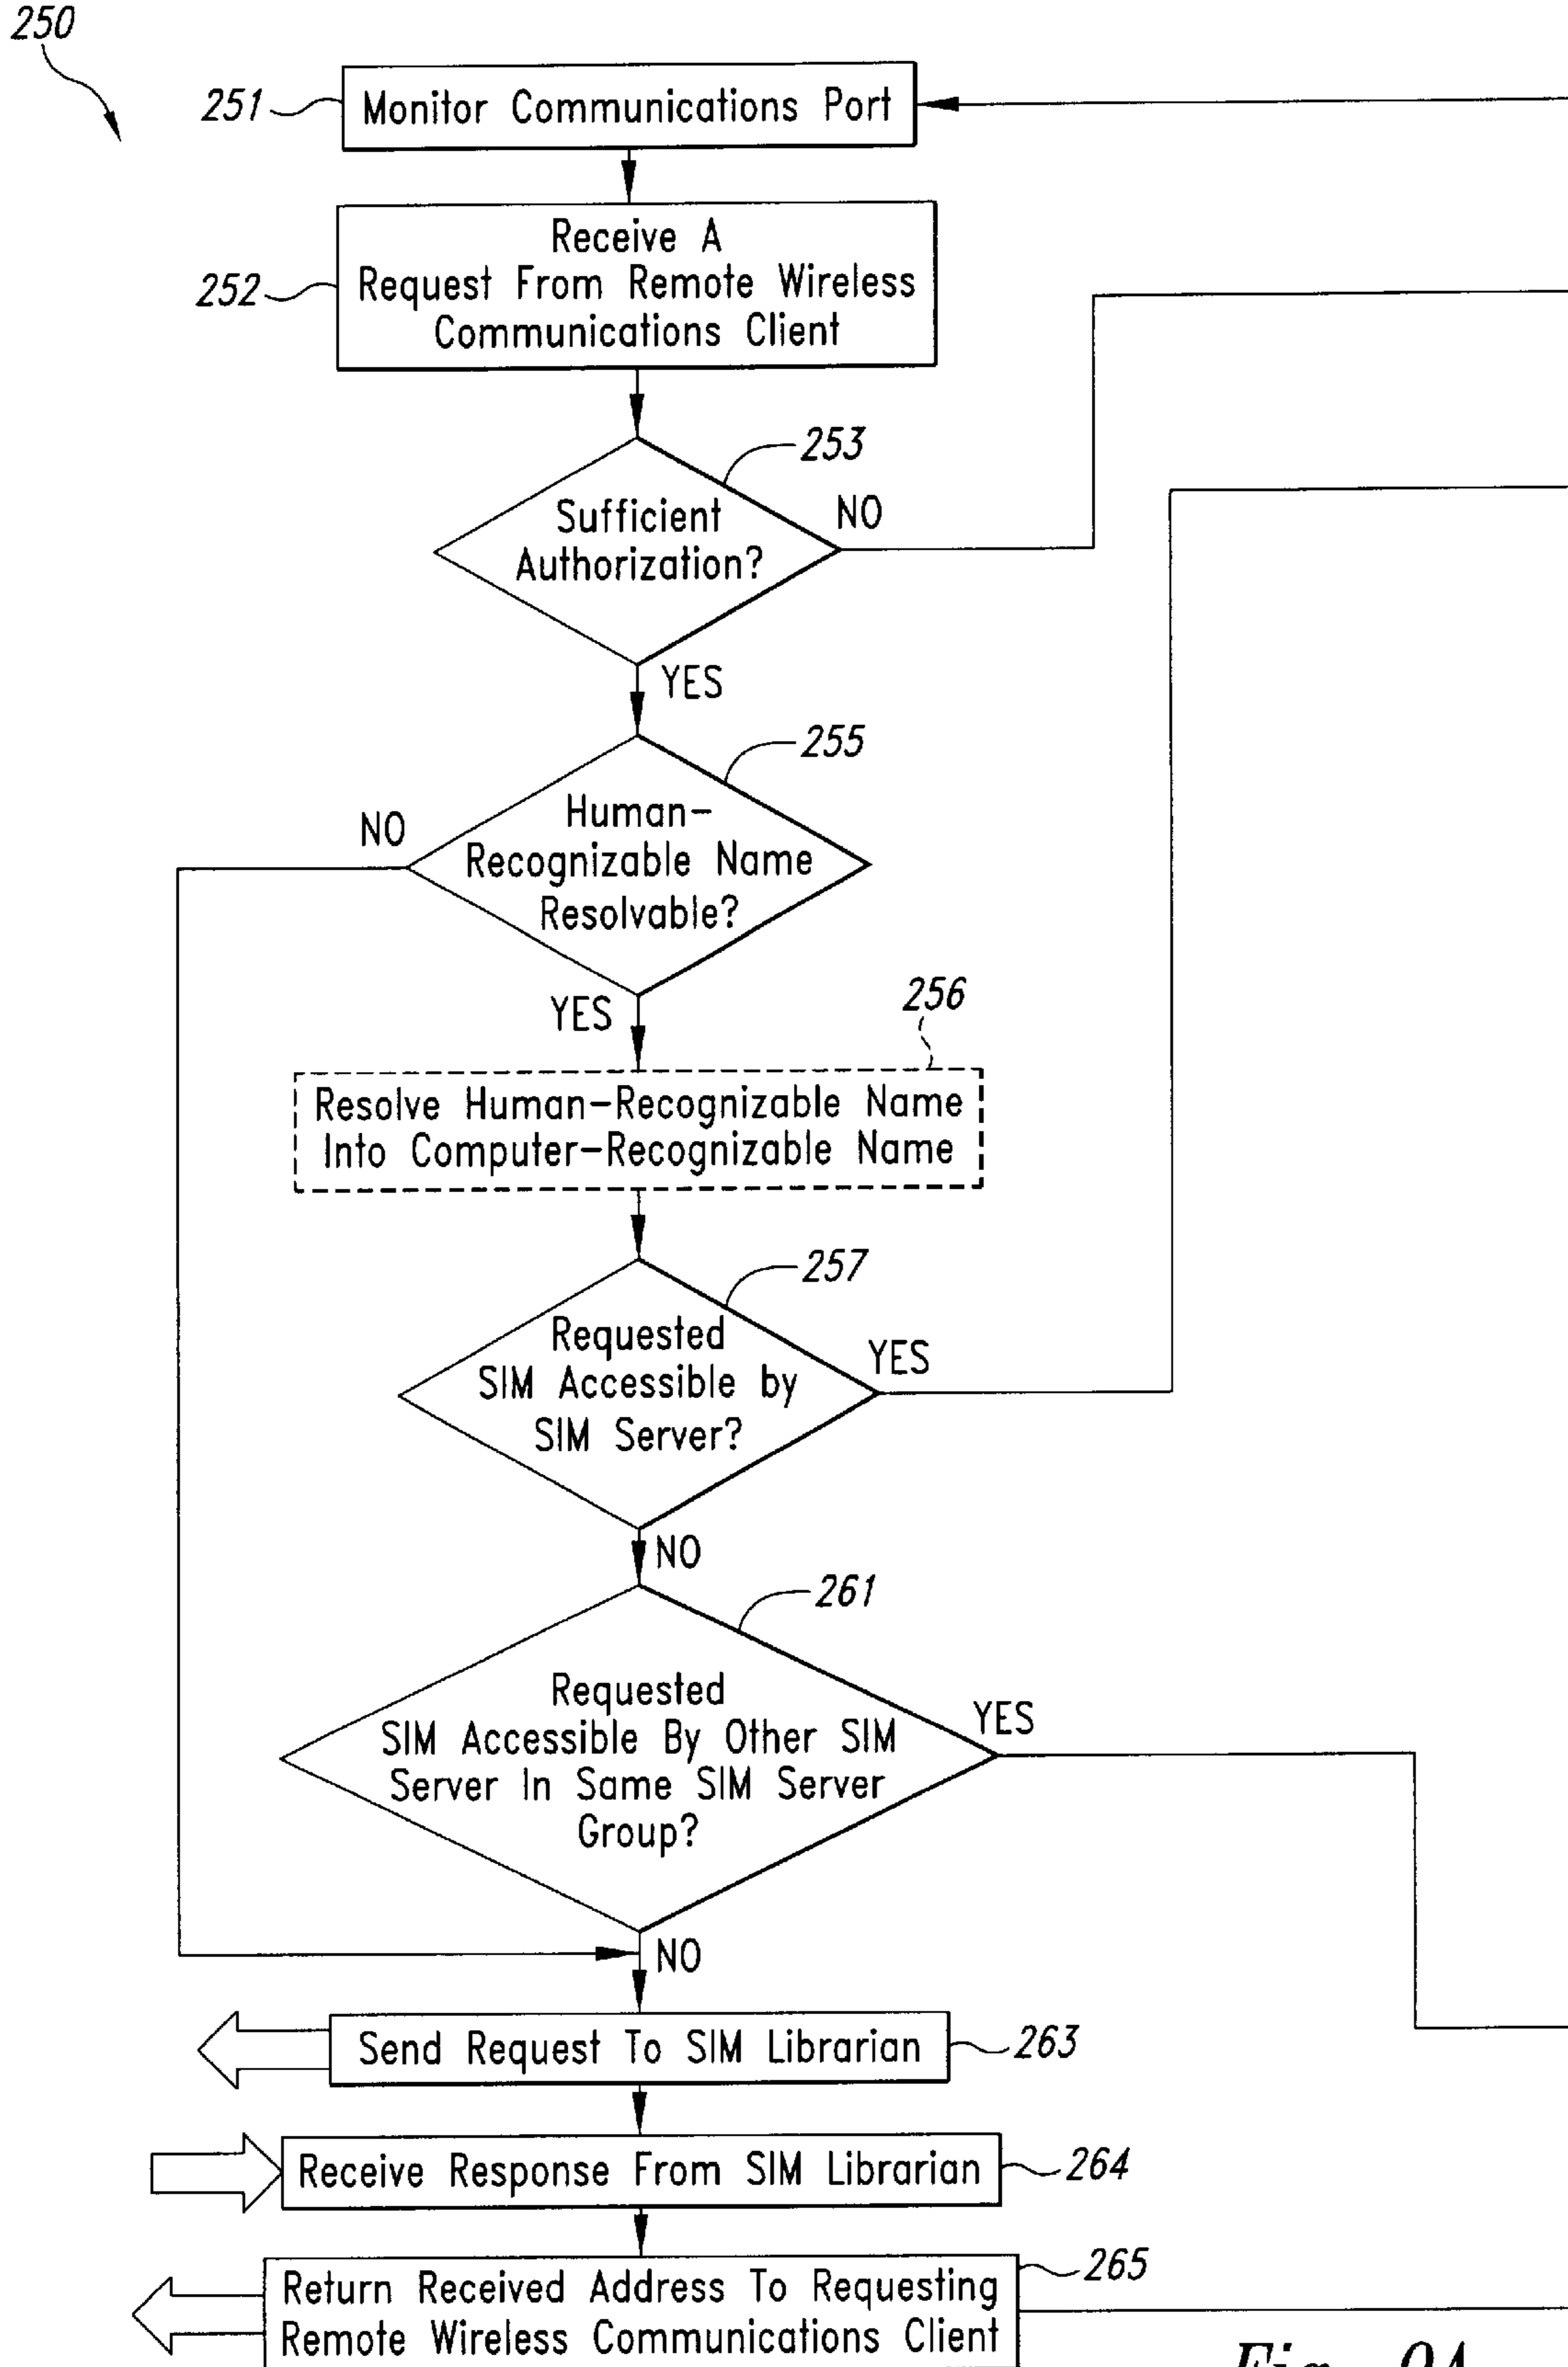 250
251
Monitor Communications Port
Receive A
252
Request From Remote Wireless
Communications Client
253
Sufficient
Authorization?
NO
YES
255
Human-
Recognizable Name
Resolvable?
NO
YES
256
Resolve Human-Recognizable Name
Into Computer-Recognizable Name
257
Requested
SIM Accessible by
SIM Server?
YES
NO
261
Requested
SIM Accessible By Other SIM
Server In Same SIM Server
Group?
YES
NO
Send Request To SIM Librarian
263
Receive Response From SIM Librarian
264
Return Received Address To Requesting
Remote Wireless Communications Client
265
Fig. 9A